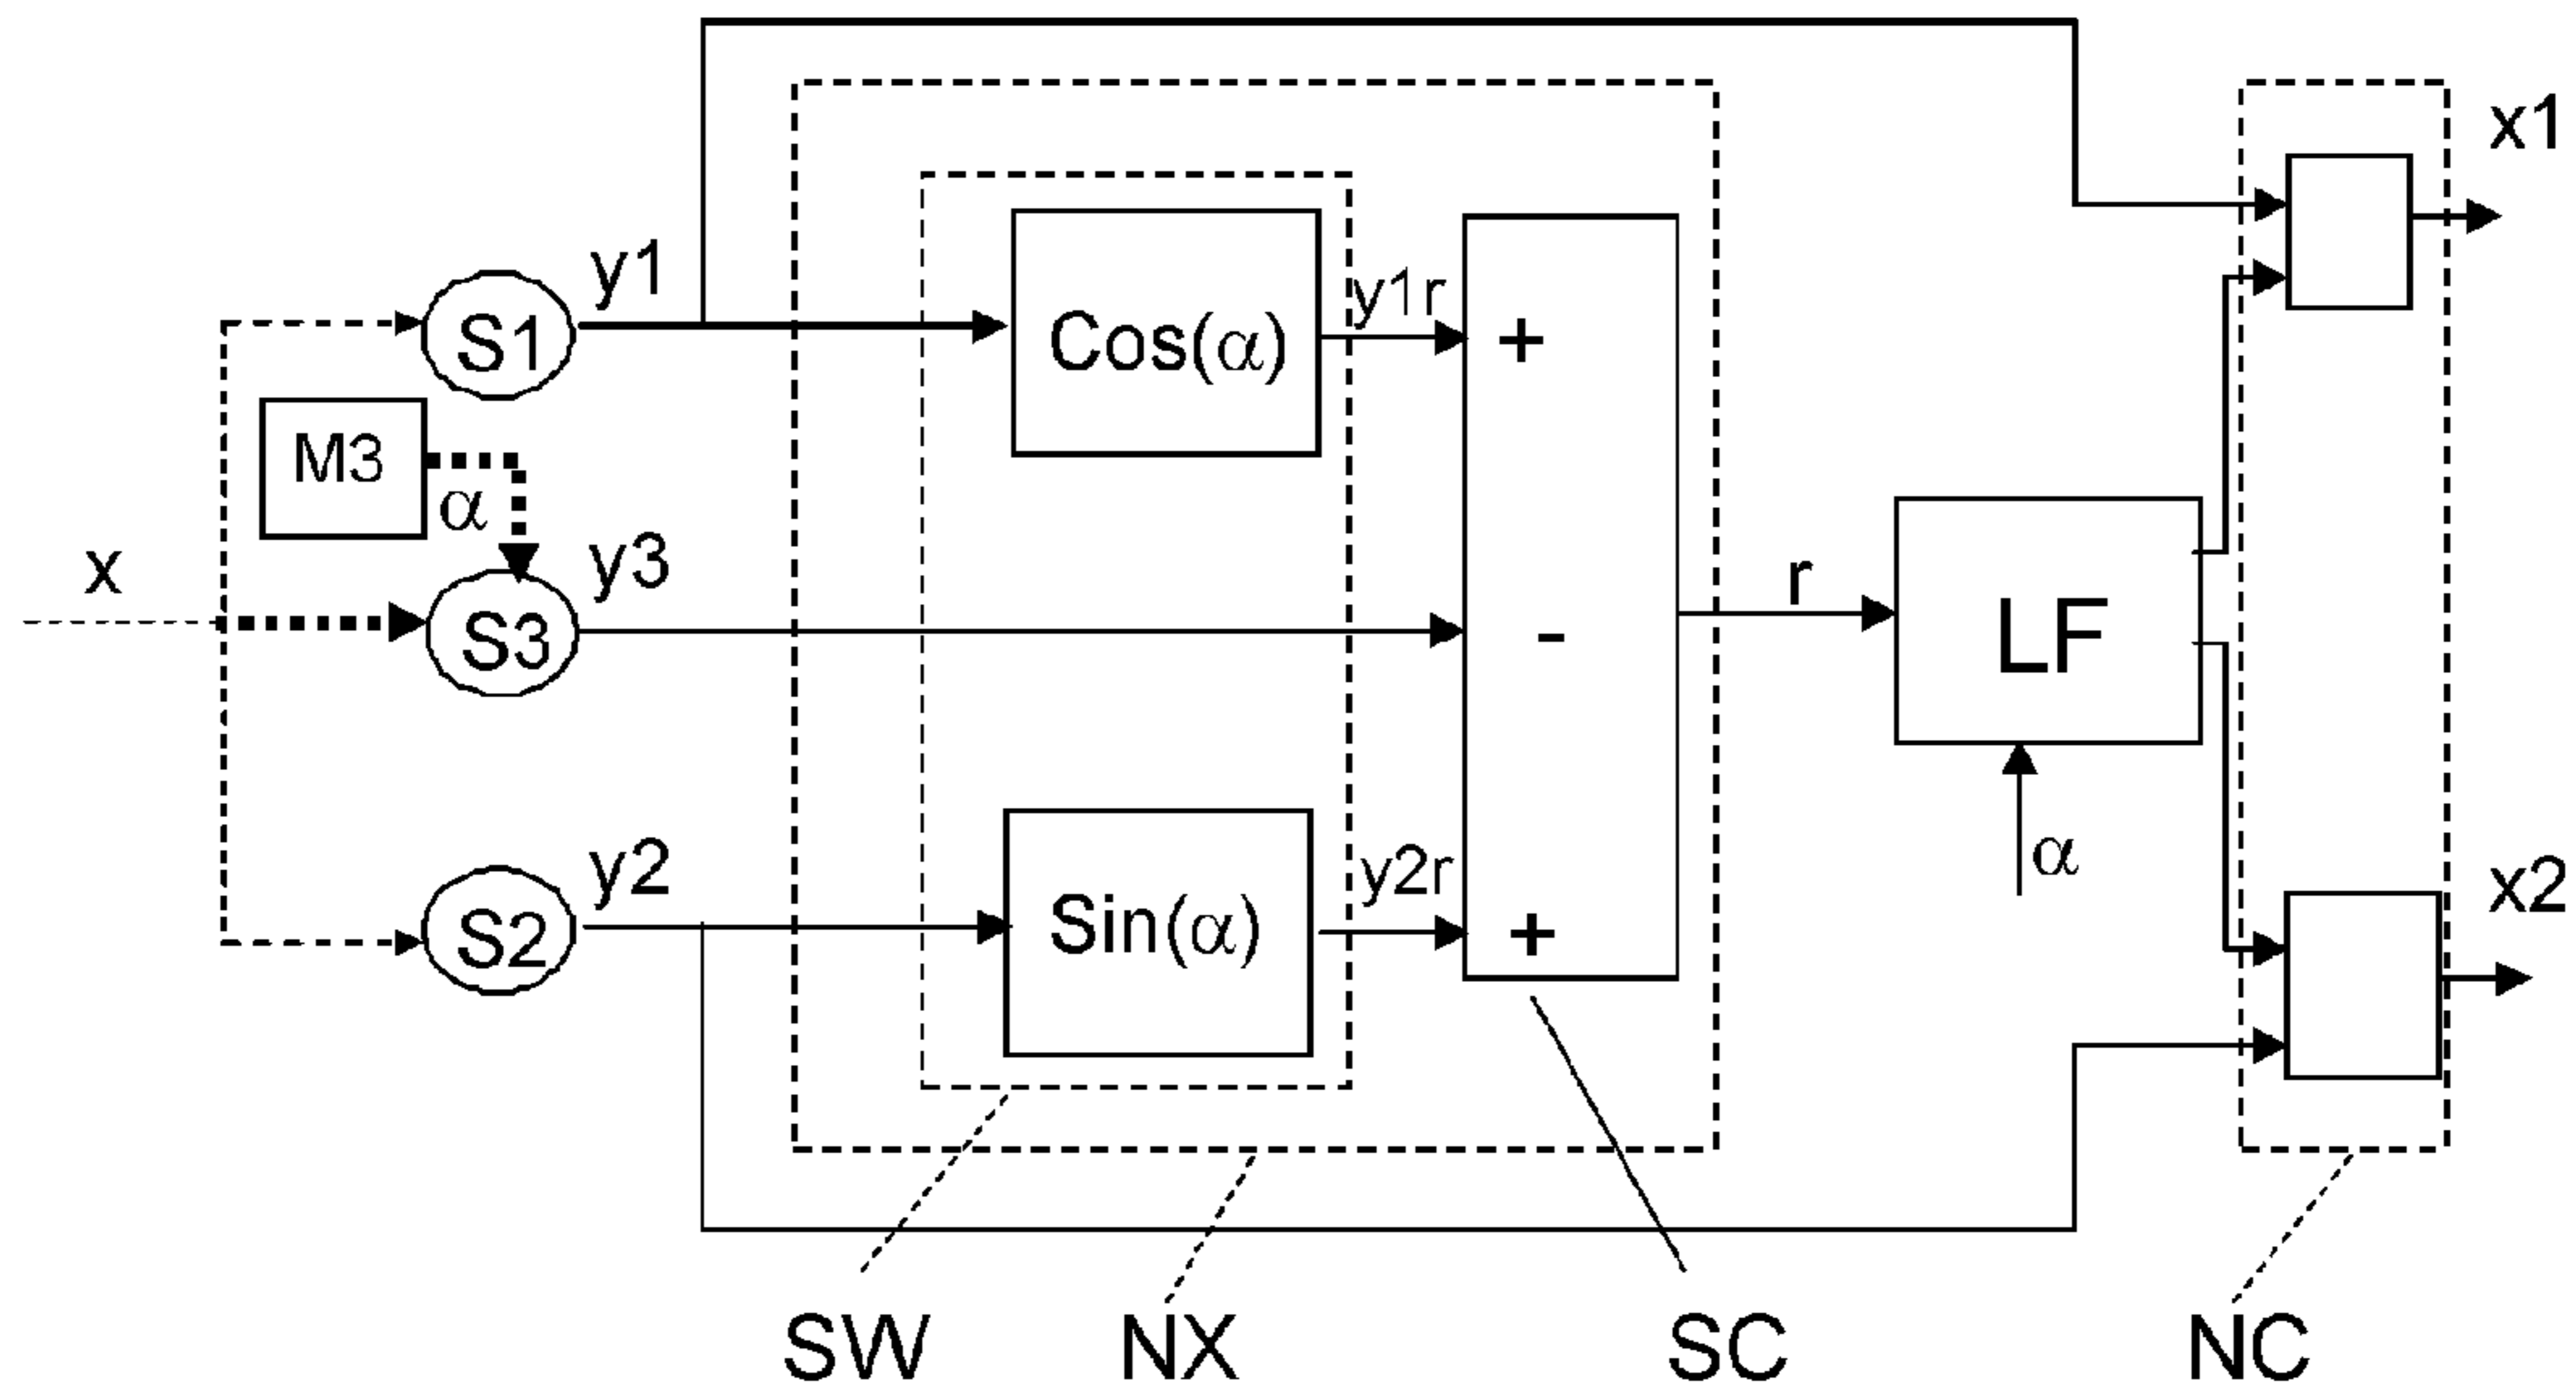 x1
y1
y1r
S1
Cos(α)
+
M3
α
y3
x
r
S3
-
LF
y2
y2r
α
x2
S2
Sin(α)
+
SW
NX
SC
NC